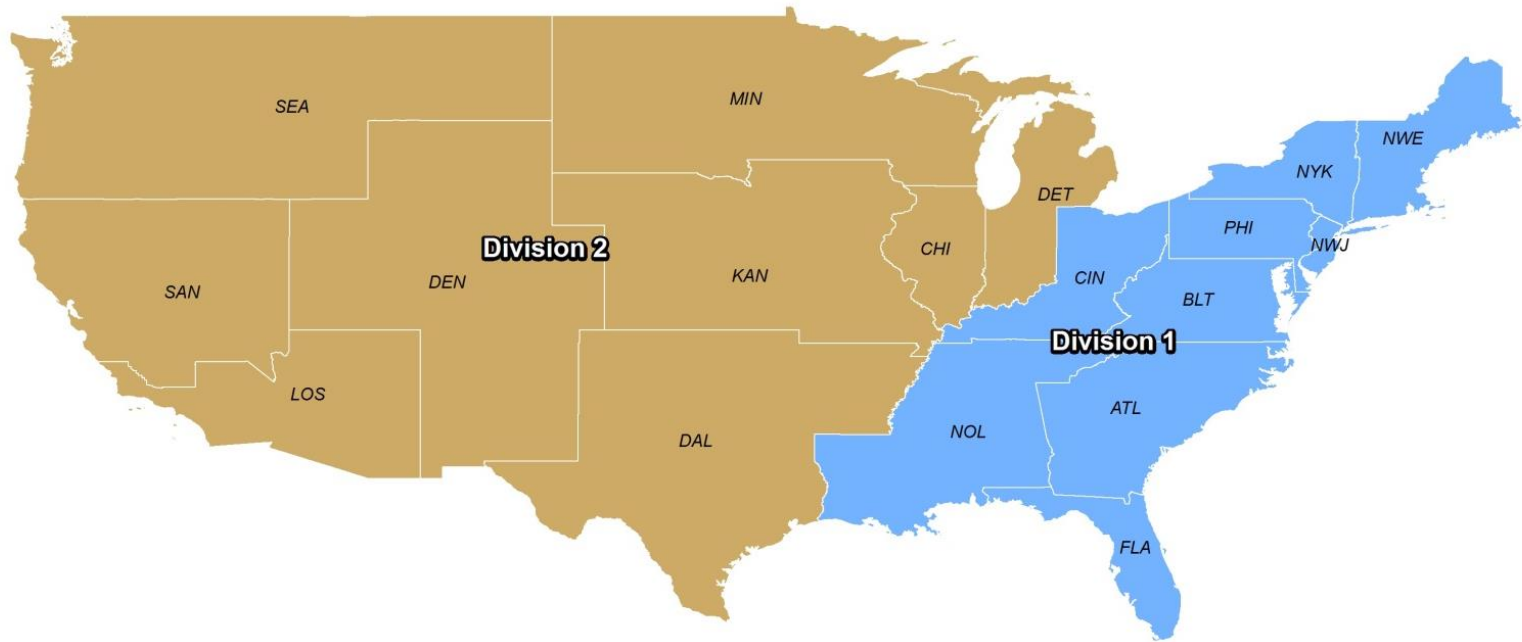 SEA
MIN
NWE
NYK
DET
PHI
NWJ
Division 2
CHI
KAN
CIN
DEN
SAN
BLT
Division 1
LOS
ATL
NOL
DAL
FLA